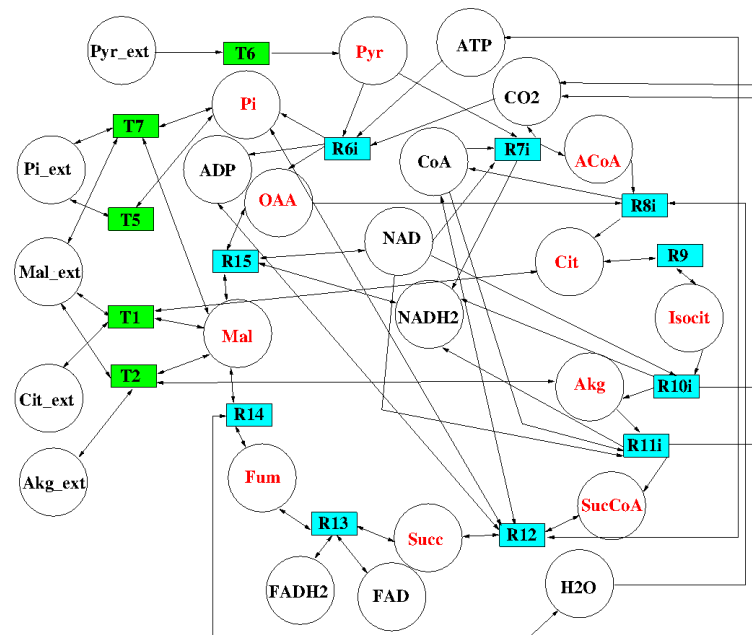 Pyr_ext
T6
Pyr
ATP
CO2
Pi
T7
R6i
R7i
ADP
CoA
ACoA
Pi_ext
OAA
R8i
T5
NAD
R15
Cit
R9
Mal_ext
T1
Mal
NADH2
Isocit
T2
Akg
R10i
Cit_ext
R14
R11i
Akg_ext
Fum
SucCoA
R13
Succ
R12
FADH2
FAD
H2O